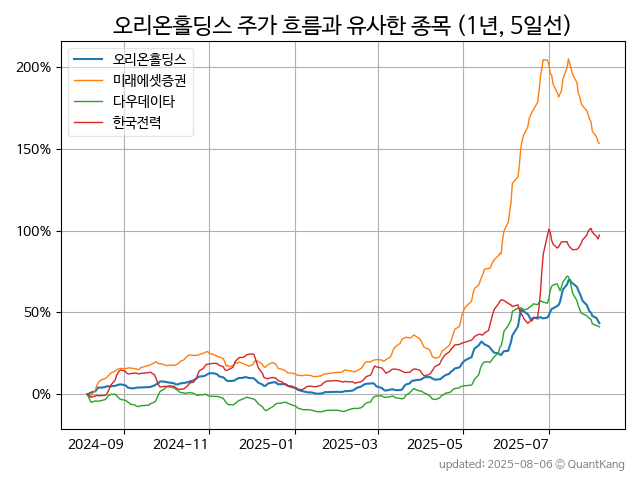 오리온홀딩스 주가 흐름과 유사한 종목 (1년, 5일선)
오리온홀딩스
미래에셋증권
다우데이타
한국전력
200%
150%
100%
50%
0%
2024-09 2024-11 2025-01 2025-03 2025-05 2025-07
updated: 2025-08-06 © QuantKang